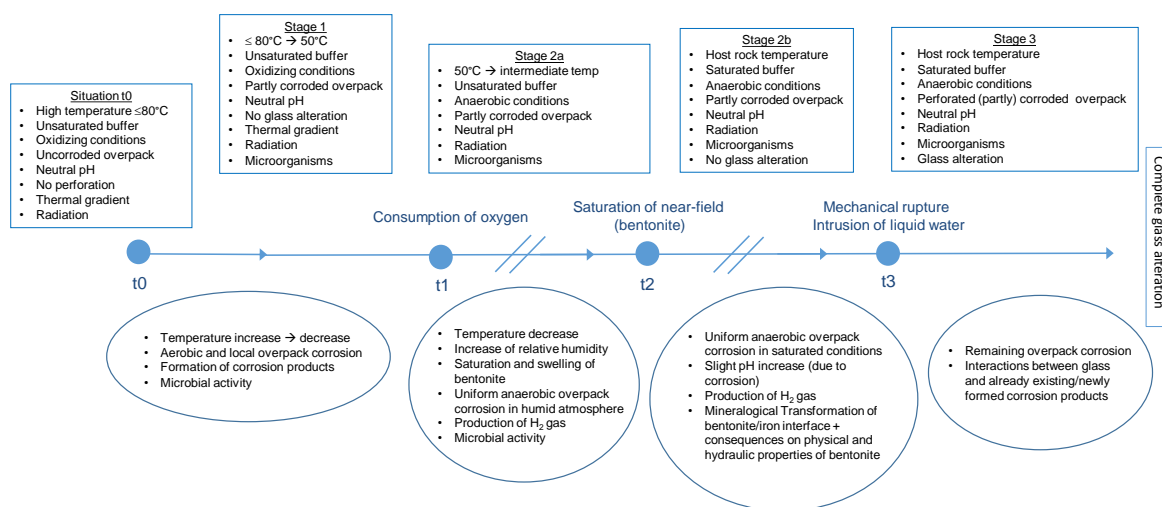 Situation t0
• High temperature ≤80°C
• Unsaturated buffer
• Oxidizing conditions
• Uncorroded overpack
• Neutral pH
• No perforation
• Thermal gradient
• Radiation
Stage 1
• ≤ 80°C → 50°C
• Unsaturated buffer
• Oxidizing conditions
• Partly corroded overpack
• Neutral pH
• No glass alteration
• Thermal gradient
• Radiation
• Microorganisms
Stage 2a
• 50°C → intermediate temp
• Unsaturated buffer
• Anaerobic conditions
• Partly corroded overpack
• Neutral pH
• Radiation
• Microorganisms
Stage 2b
• Host rock temperature
• Saturated buffer
• Anaerobic conditions
• Partly corroded overpack
• Neutral pH
• Radiation
• Microorganisms
• No glass alteration
Stage 3
• Host rock temperature
• Saturated buffer
• Anaerobic conditions
• Perforated (partly) corroded overpack
• Neutral pH
• Radiation
• Microorganisms
• Glass alteration
Consumption of oxygen
Saturation of near-field
(bentonite)
Mechanical rupture
Intrusion of liquid water
t0
t1
t2
t3
Complete glass alteration
• Temperature increase → decrease
• Aerobic and local overpack corrosion
• Formation of corrosion products
• Microbial activity
• Temperature decrease
• Increase of relative humidity
• Saturation and swelling of
bentonite
• Uniform anaerobic overpack
corrosion in humid atmosphere
• Production of H₂ gas
• Microbial activity
• Uniform anaerobic overpack
corrosion in saturated conditions
• Slight pH increase (due to
corrosion)
• Production of H₂ gas
• Mineralogical Transformation of
bentonite/iron interface +
consequences on physical and
hydraulic properties of bentonite
• Remaining overpack corrosion
• Interactions between glass
and already existing/newly
formed corrosion products